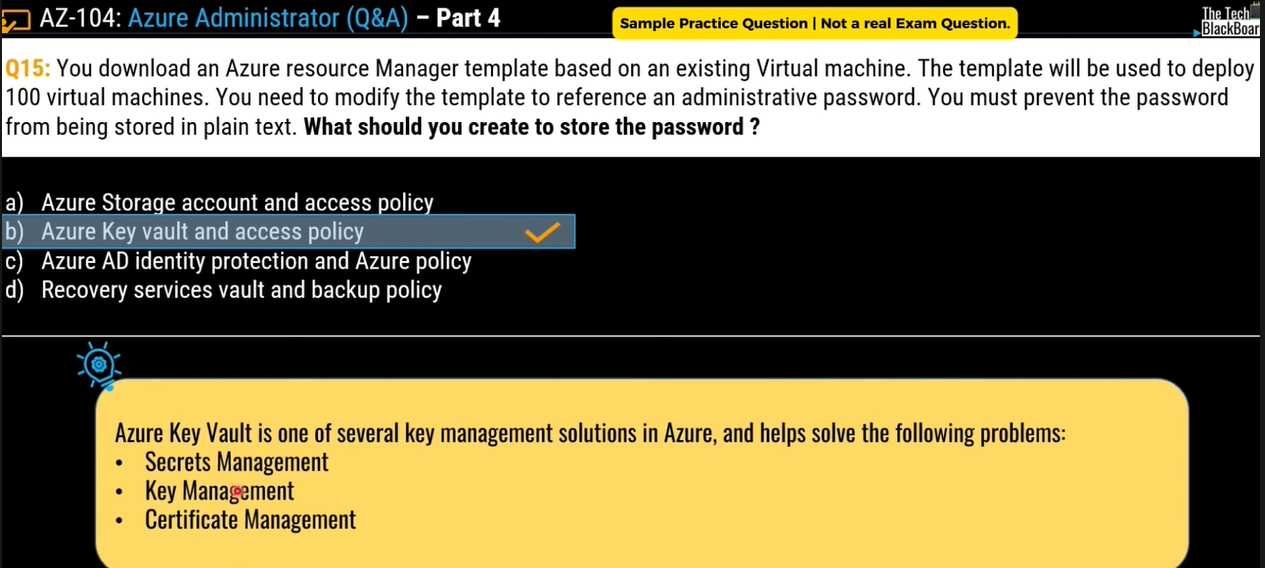 AZ-104: Azure Administrator (Q&A) – Part 4
Sample Practice Question | Not a real Exam Question.
The Tech
BlackBoar
Q15: You download an Azure resource Manager template based on an existing Virtual machine. The template will be used to deploy
100 virtual machines. You need to modify the template to reference an administrative password. You must prevent the password
from being stored in plain text. What should you create to store the password ?
a) Azure Storage account and access policy
b) Azure Key vault and access policy
c) Azure AD identity protection and Azure policy
d) Recovery services vault and backup policy
Azure Key Vault is one of several key management solutions in Azure, and helps solve the following problems:
• Secrets Management
• Key Management
• Certificate Management